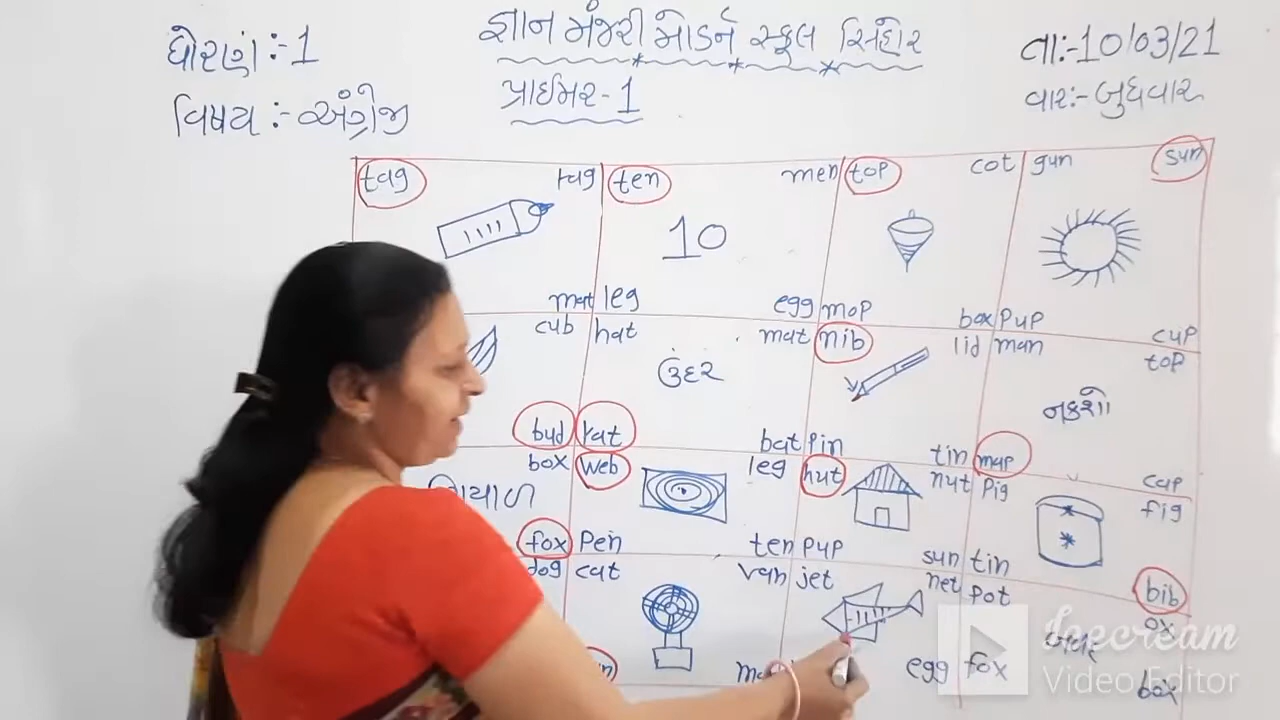 ધોરણ:-1
જ્ઞાન મંજરી મોડર્ન સ્કૂલ સિહોર
તા:-10/03/21
વિષય:-અંગ્રેજી
પ્રાઈમર-1
વાર:-બુધવાર
tag rag ten men top cot gun sun
10
mat leg egg mop box pup cup
cub hat mat nib lid man top
ઉંદર
નકશો
bud rat bat pin tin map cap
box web leg hut nut pig fig
fox pen ten pup sun tin bib
dog cat van jet net pot ox
egg fox box
Icecream
Video Editor